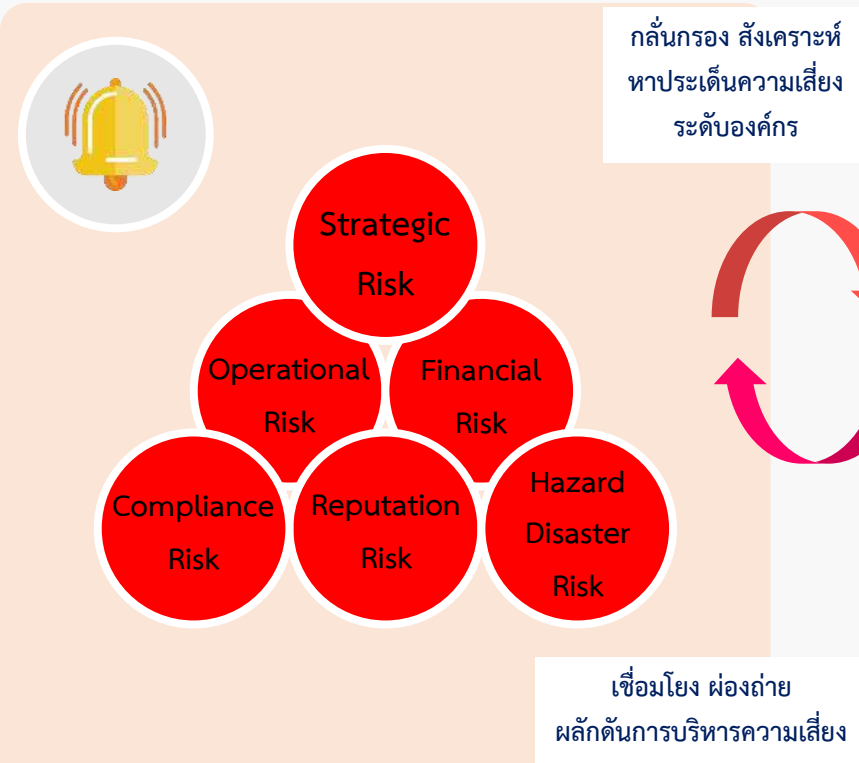 กลั่นกรอง สังเคราะห์
หาประเด็นความเสี่ยง
ระดับองค์กร
Strategic
Risk
Operational
Risk
Financial
Risk
Compliance
Risk
Reputation
Risk
Hazard
Disaster
Risk
เชื่อมโยง ผ่องถ่าย
ผลักดันการบริหารความเสี่ยง